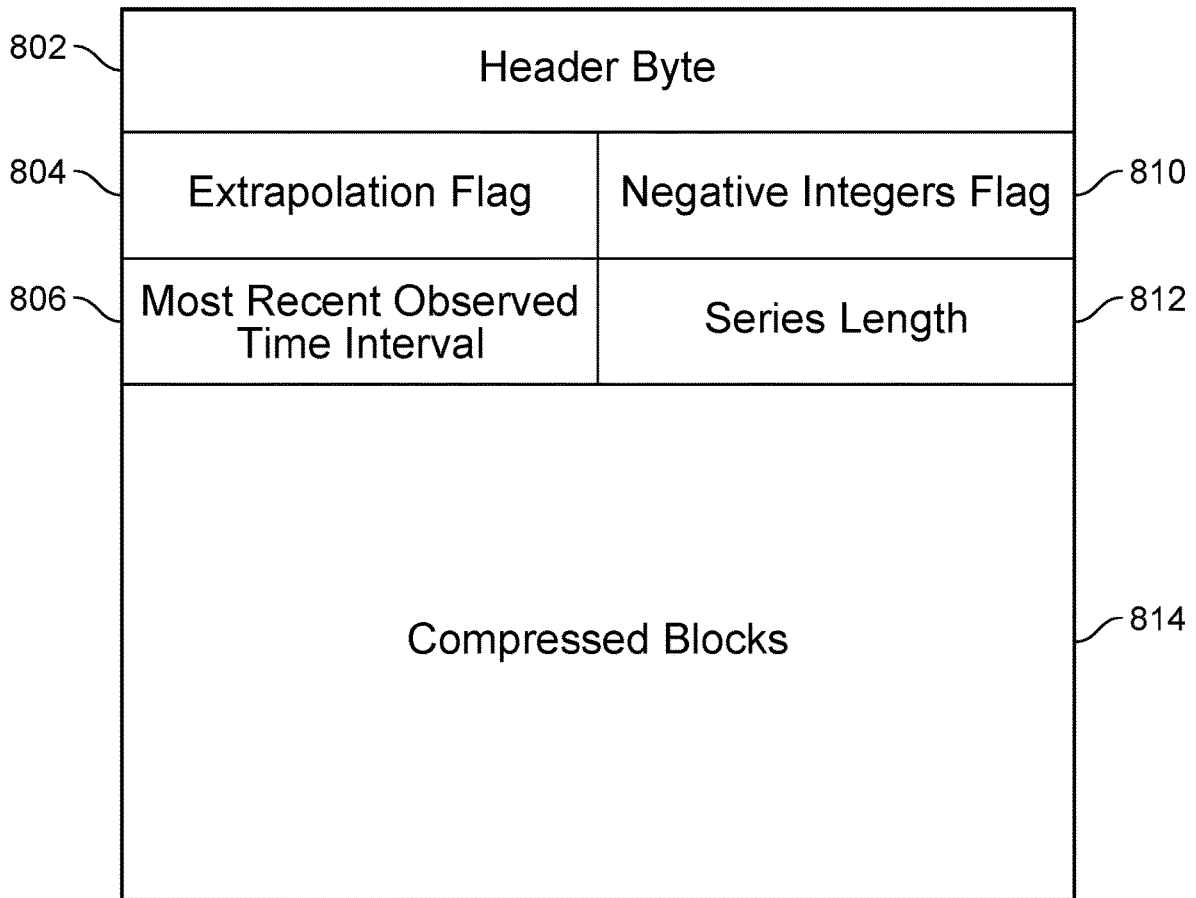 802
Header Byte
804
Extrapolation Flag
Negative Integers Flag
810
806
Most Recent Observed
Time Interval
Series Length
812
Compressed Blocks
814